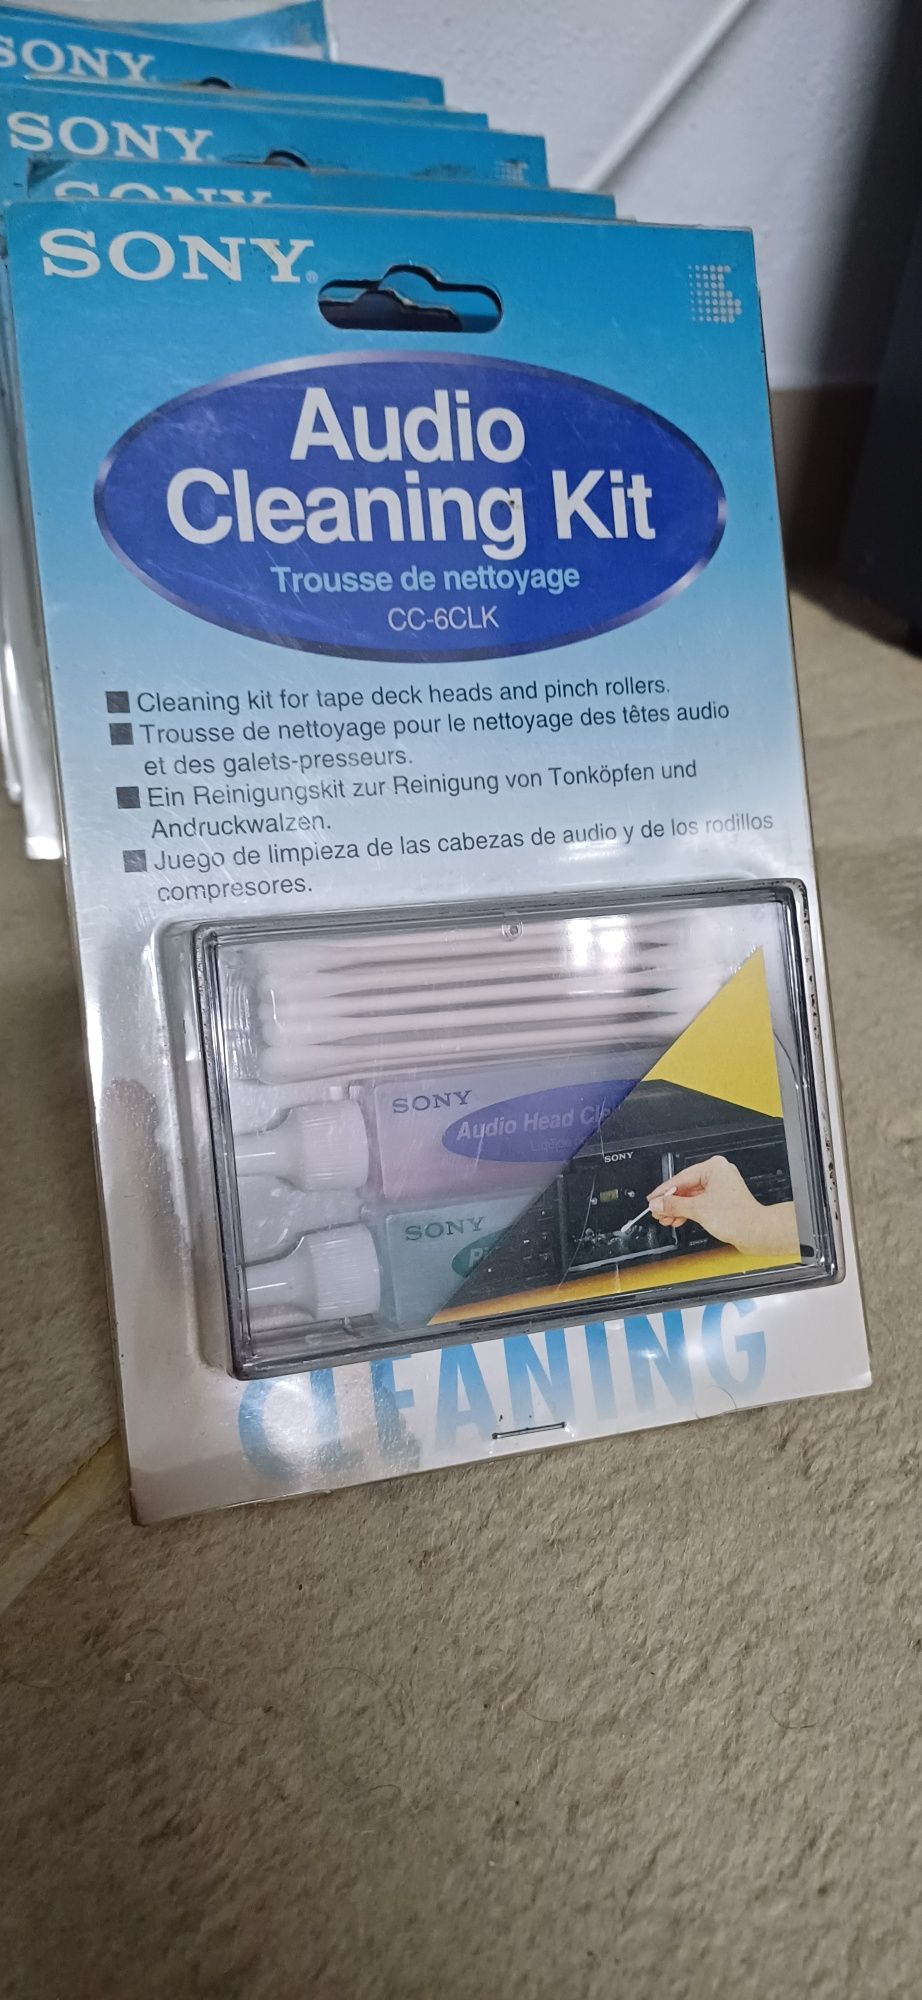 SONY
SONY
SONY
SONY®
Audio
Cleaning Kit
Trousse de nettoyage
CC-6CLK
Cleaning kit for tape deck heads and pinch rollers.
Trousse de nettoyage pour le nettoyage des têtes audio
et des galets-presseurs.
Ein Reinigungskit zur Reinigung von Tonköpfen und
Andruckwalzen.
Juego de limpieza de las cabezas de audio y de los rodillos
compresores.
SONY
Audio Head Cle
SONY
SONY
CLEANING